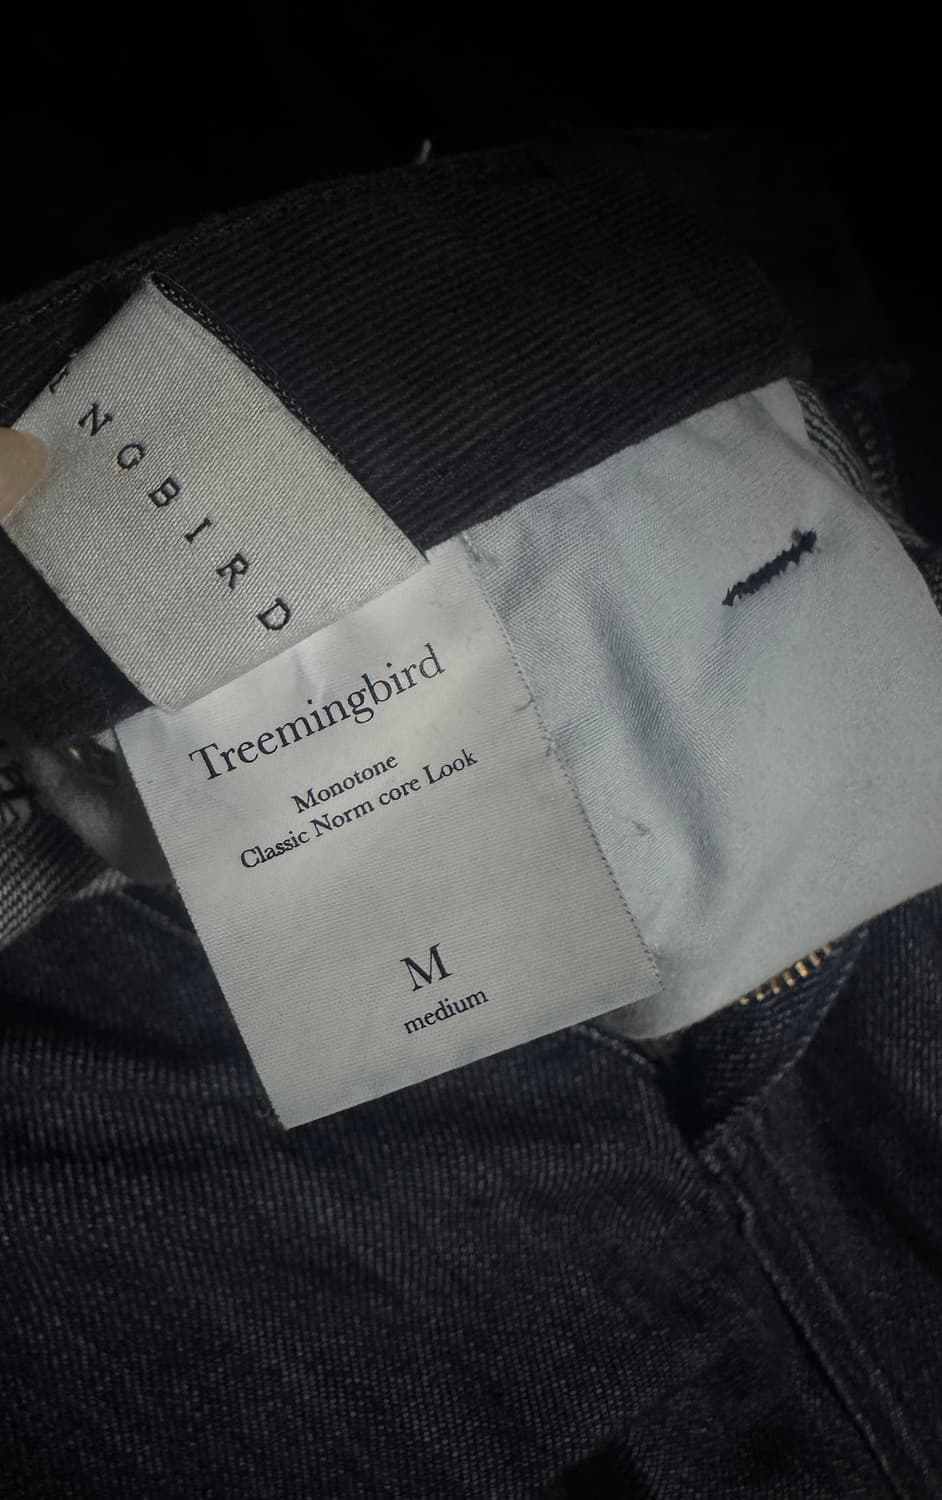 NGBIRD
Treemingbird
Monotone
Classic Norm core Look
M
medium